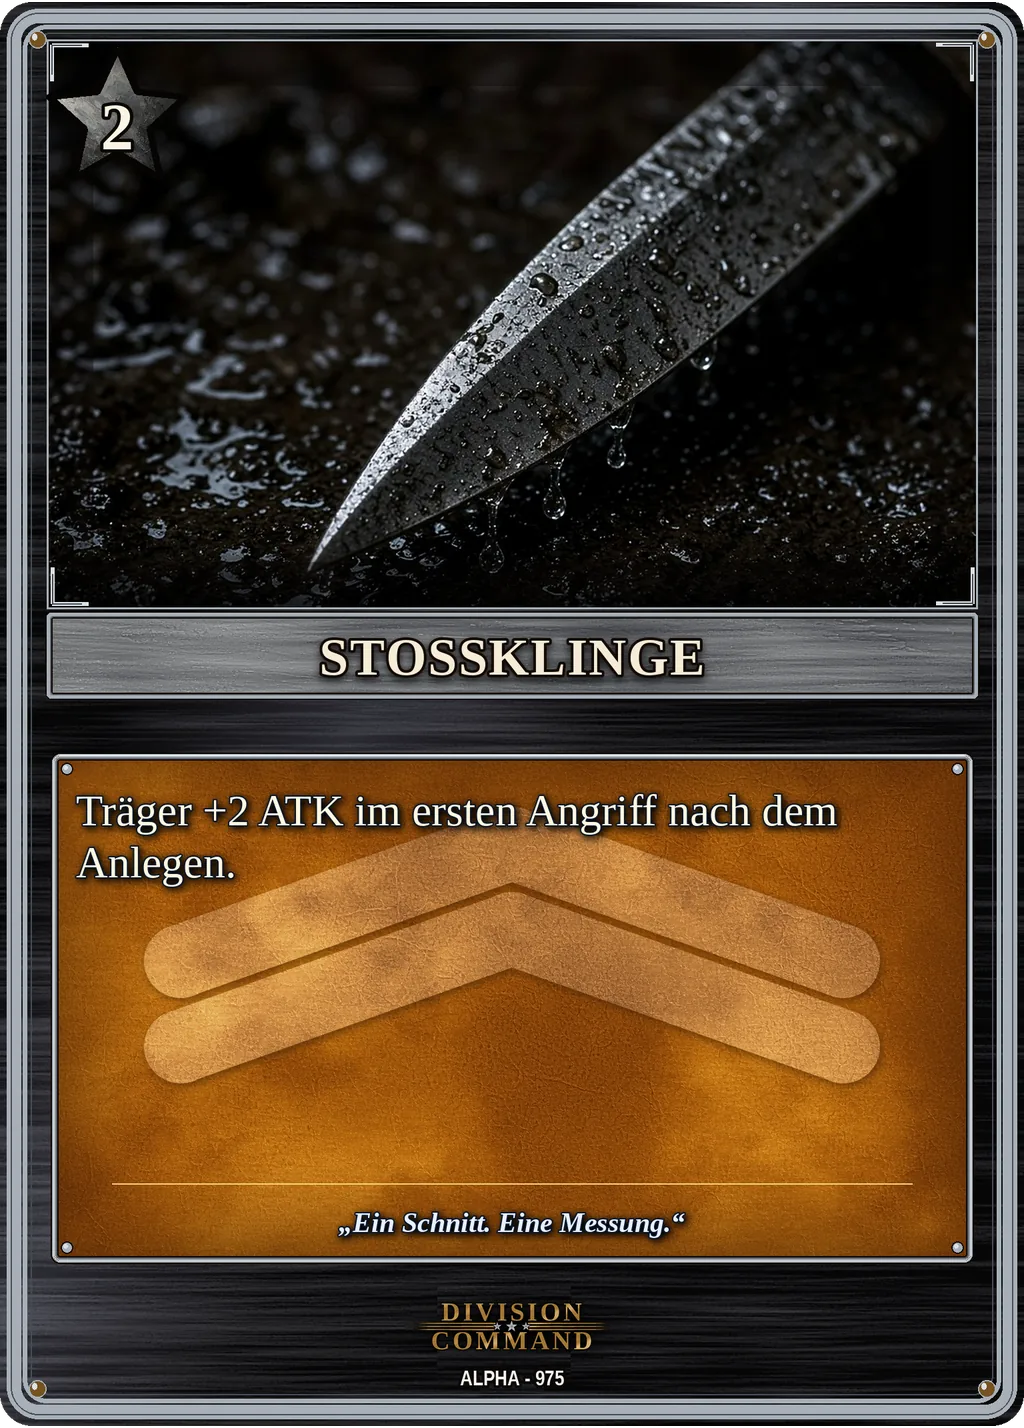 2
STOSSKLINGE
Träger +2 ATK im ersten Angriff nach dem
Anlegen.
„Ein Schnitt. Eine Messung.“
DIVISION
COMMAND
ALPHA - 975